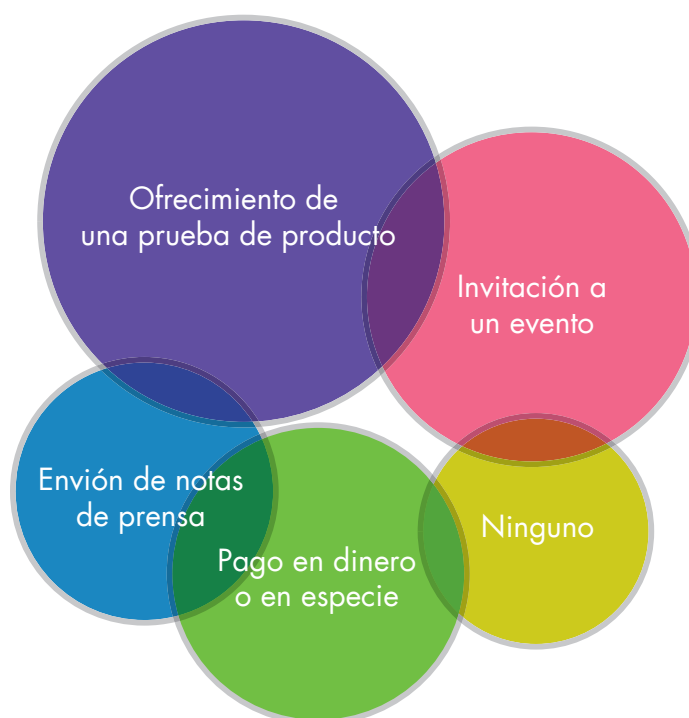 Ofrecimiento de
una prueba de producto
Invitación a
un evento
Envión de notas
de prensa
Ninguno
Pago en dinero
o en especie